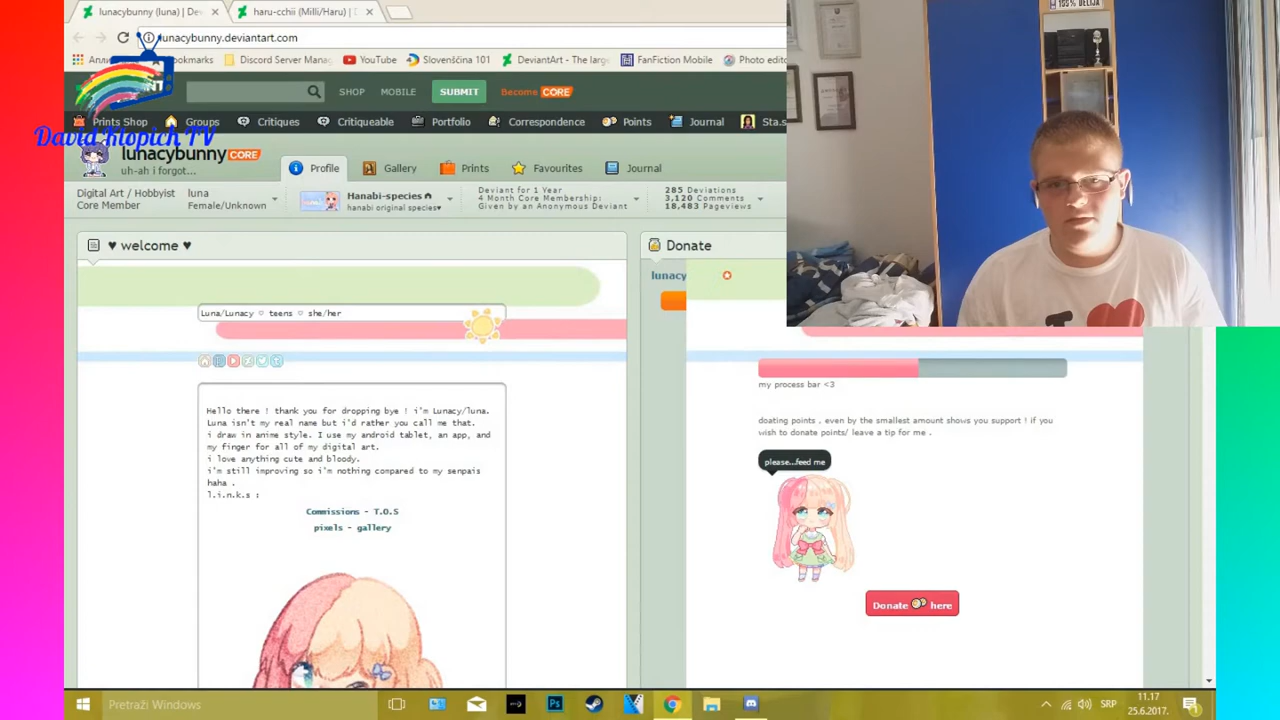 lunacybunny (luna) | Dev
haru-cchii (Milli/Haru) | D
lunacybunny.deviantart.com
Discord Server Mana
YouTube
Slovenščina 101
DeviantArt - The large
FanFiction Mobile
Photo edito
SHOP
MOBILE
SUBMIT
Become CORE
Prints Shop
Groups
Critiques
Critiqueable
Portfolio
Correspondence
Points
Journal
Sta.s
David Klopich TV
lunacybunny CORE
uh-ah i forgot...
Profile
Gallery
Prints
Favourites
Journal
Digital Art / Hobbyist
Core Member
luna
Female/Unknown
Hanabi-species
hanabi original species♥
Deviant for 1 Year
4 Month Core Membership:
Given by an Anonymous Deviant
285 Deviations
3,120 Comments
18,483 Pageviews
♥ welcome ♥
Luna/Lunacy ♡ teens ♡ she/her
Hello there ! thank you for dropping bye ! i'm Lunacy/luna.
Luna isn't my real name but i'd rather you call me that.
i draw in anime style. I use my android tablet, an app, and
my finger for all of my digital art.
i love anything cute and bloody.
i'm still improving so i'm nothing compared to my senpais
haha .
l.i.n.k.s :
Commissions - T.O.S
pixels - gallery
Donate
lunacy
my process bar <3
doating points , even by the smallest amount shows you support ! if you
wish to donate points/ leave a tip for me .
please...feed me
Donate here
100% DELIJA
I
Pretraži Windows
SRP
11.17
25.6.2017.